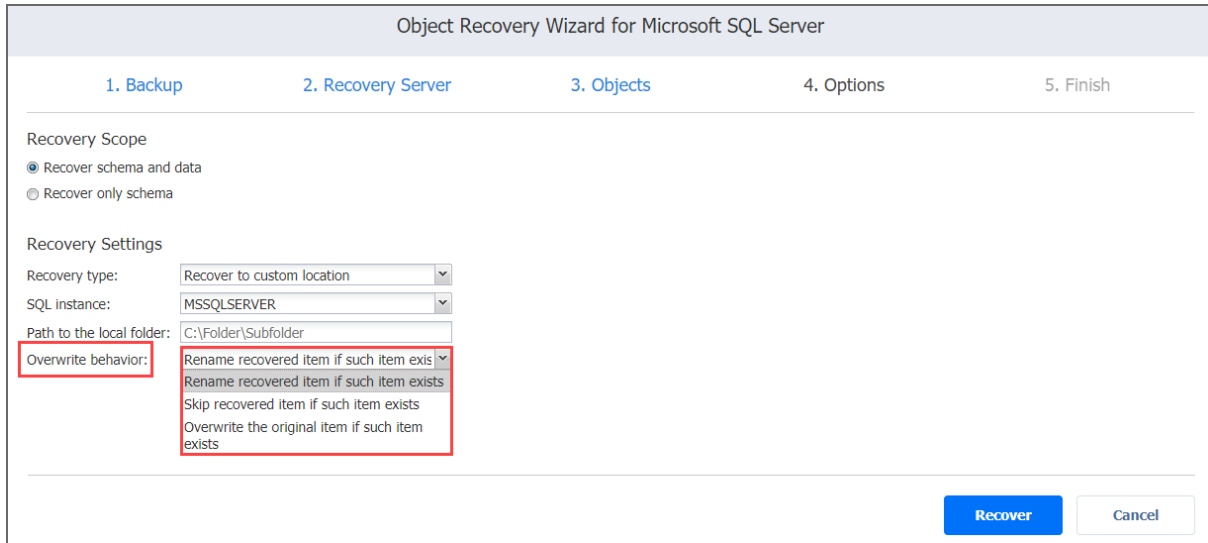 Object Recovery Wizard for Microsoft SQL Server
1. Backup 2. Recovery Server 3. Objects 4. Options 5. Finish
Recovery Scope
Recover schema and data
Recover only schema
Recovery Settings
Recovery type: Recover to custom location
SQL instance: MSSQLSERVER
Path to the local folder: C:\Folder\Subfolder
Overwrite behavior: Rename recovered item if such item exis
Rename recovered item if such item exists
Skip recovered item if such item exists
Overwrite the original item if such item
exists
Recover Cancel